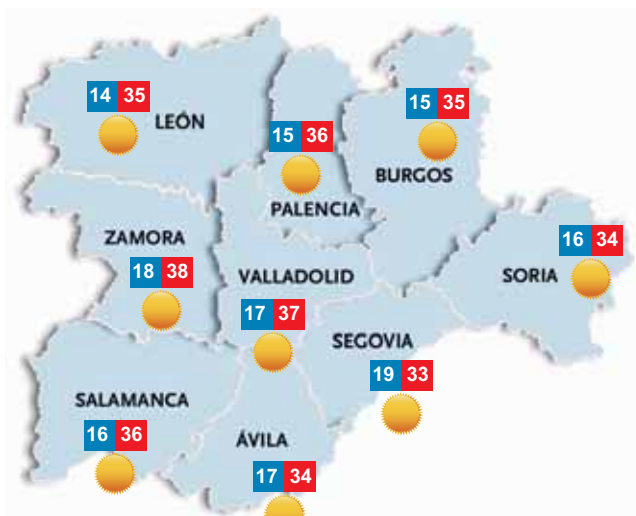 14 35
LEÓN
15 36
PALENCIA
15 35
BURGOS
ZAMORA
18 38
VALLADOLID
17 37
16 34
SORIA
SEGOVIA
19 33
SALAMANCA
16 36
ÁVILA
17 34